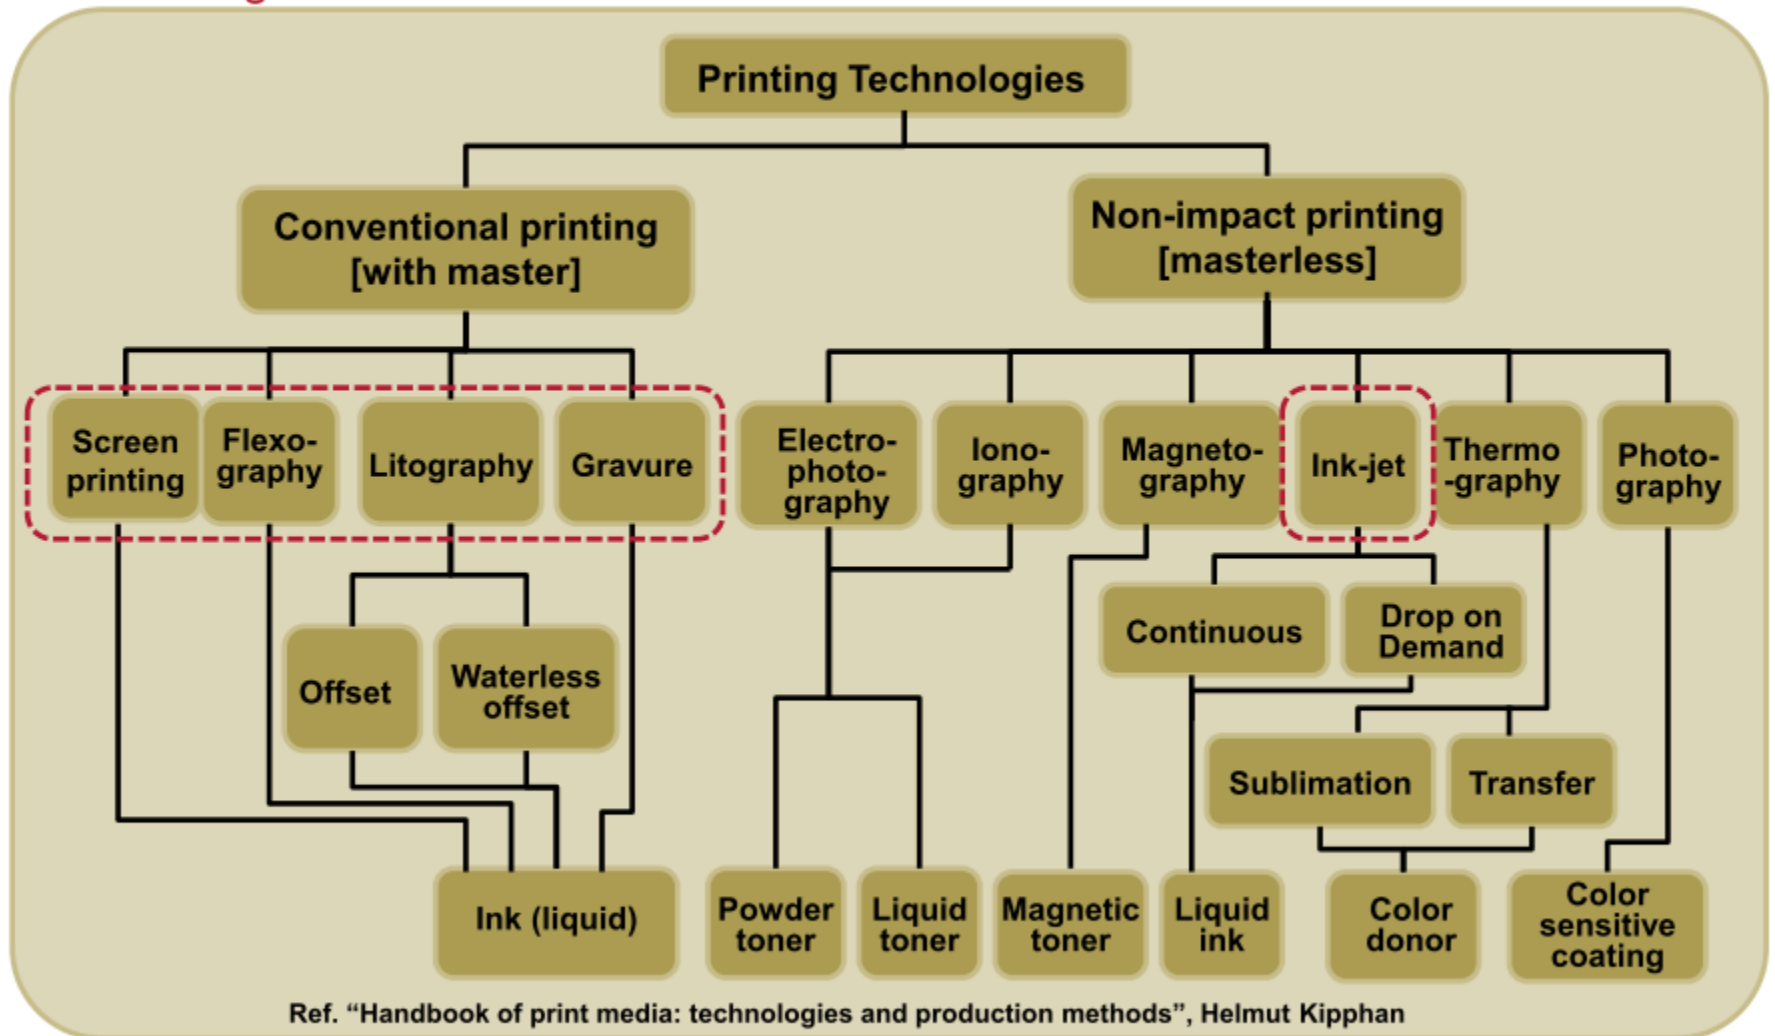 Printing Technologies
Conventional printing
[with master]
Non-impact printing
[masterless]
Screen
printing
Flexo-
graphy
Litography
Gravure
Electro-
photo-
graphy
Iono-
graphy
Magneto-
graphy
Ink-jet
Thermo
-graphy
Photo-
graphy
Continuous
Drop on
Demand
Offset
Waterless
offset
Sublimation
Transfer
Ink (liquid)
Powder
toner
Liquid
toner
Magnetic
toner
Liquid
ink
Color
donor
Color
sensitive
coating
Ref. “Handbook of print media: technologies and production methods”, Helmut Kipphan